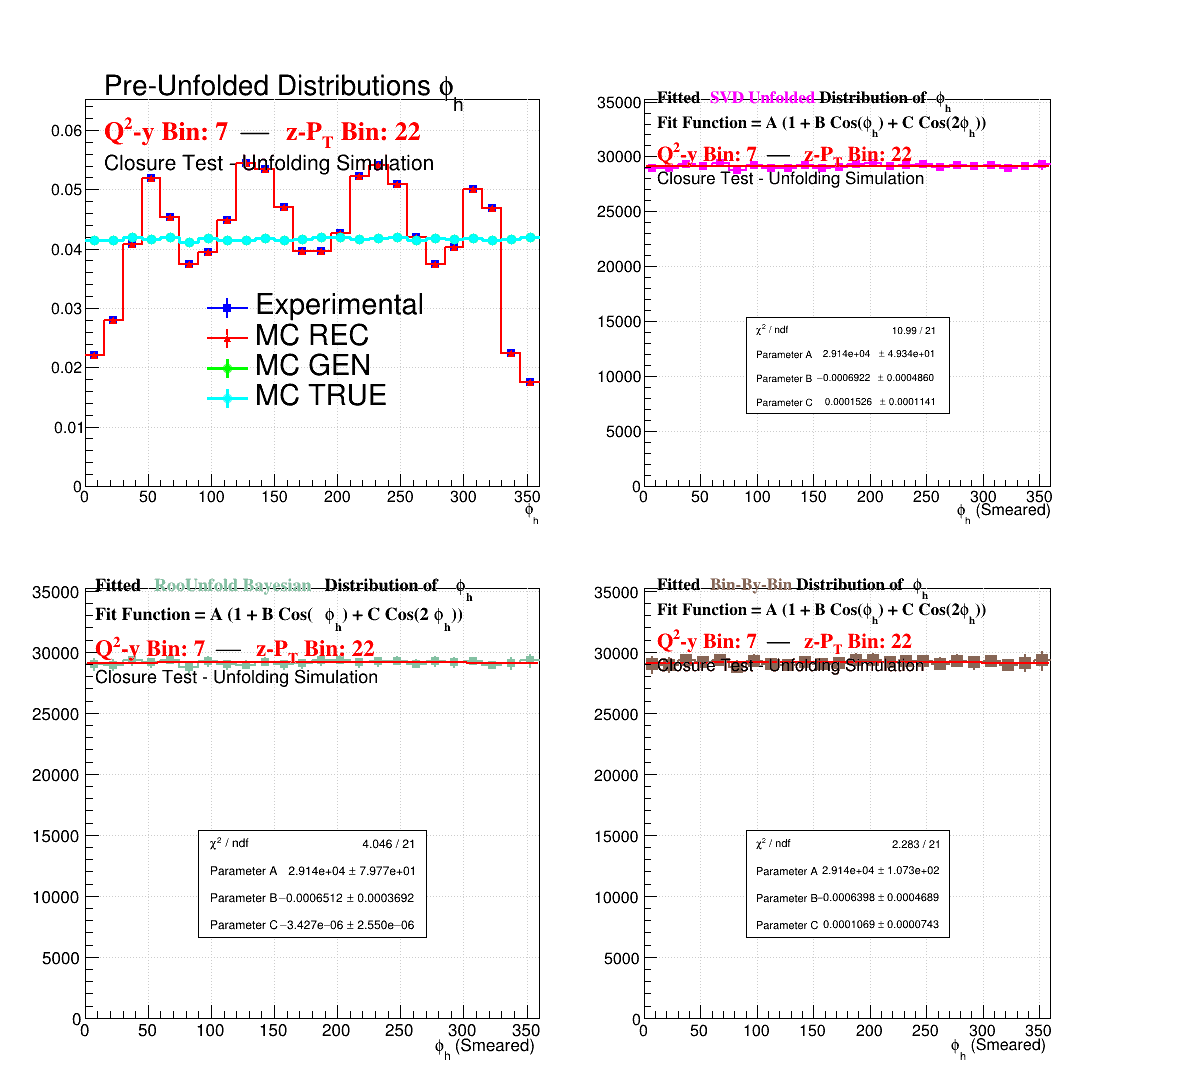 Pre-Unfolded Distributions ϕh
Q²-y Bin: 7 — z-PT Bin: 22
Closure Test - Unfolding Simulation
0.06
0.05
0.04
0.03
0.02
0.01
0
Experimental
MC REC
MC GEN
MC TRUE
0 50 100 150 200 250 300 350
ϕh
Fitted SVD Unfolded Distribution of ϕh
Fit Function = A (1 + B Cos(ϕh) + C Cos(2ϕh))
Q²-y Bin: 7 — z-PT Bin: 22
Closure Test - Unfolding Simulation
35000
30000
25000
20000
15000
10000
5000
0
χ² / ndf 10.99 / 21
Parameter A 2.914e+04 ± 4.934e+01
Parameter B −0.0006922 ± 0.0004860
Parameter C 0.0001526 ± 0.0001141
0 50 100 150 200 250 300 350
ϕh (Smeared)
Fitted RooUnfold Bayesian Distribution of ϕh
Fit Function = A (1 + B Cos( ϕh) + C Cos(2 ϕh))
Q²-y Bin: 7 — z-PT Bin: 22
Closure Test - Unfolding Simulation
35000
30000
25000
20000
15000
10000
5000
0
χ² / ndf 4.046 / 21
Parameter A 2.914e+04 ± 7.977e+01
Parameter B −0.0006512 ± 0.0003692
Parameter C −3.427e−06 ± 2.550e−06
0 50 100 150 200 250 300 350
ϕh (Smeared)
Fitted Bin-By-Bin Distribution of ϕh
Fit Function = A (1 + B Cos(ϕh) + C Cos(2ϕh))
Q²-y Bin: 7 — z-PT Bin: 22
Closure Test - Unfolding Simulation
35000
30000
25000
20000
15000
10000
5000
0
χ² / ndf 2.283 / 21
Parameter A 2.914e+04 ± 1.073e+02
Parameter B −0.0006398 ± 0.0004689
Parameter C 0.0001069 ± 0.0000743
0 50 100 150 200 250 300 350
ϕh (Smeared)